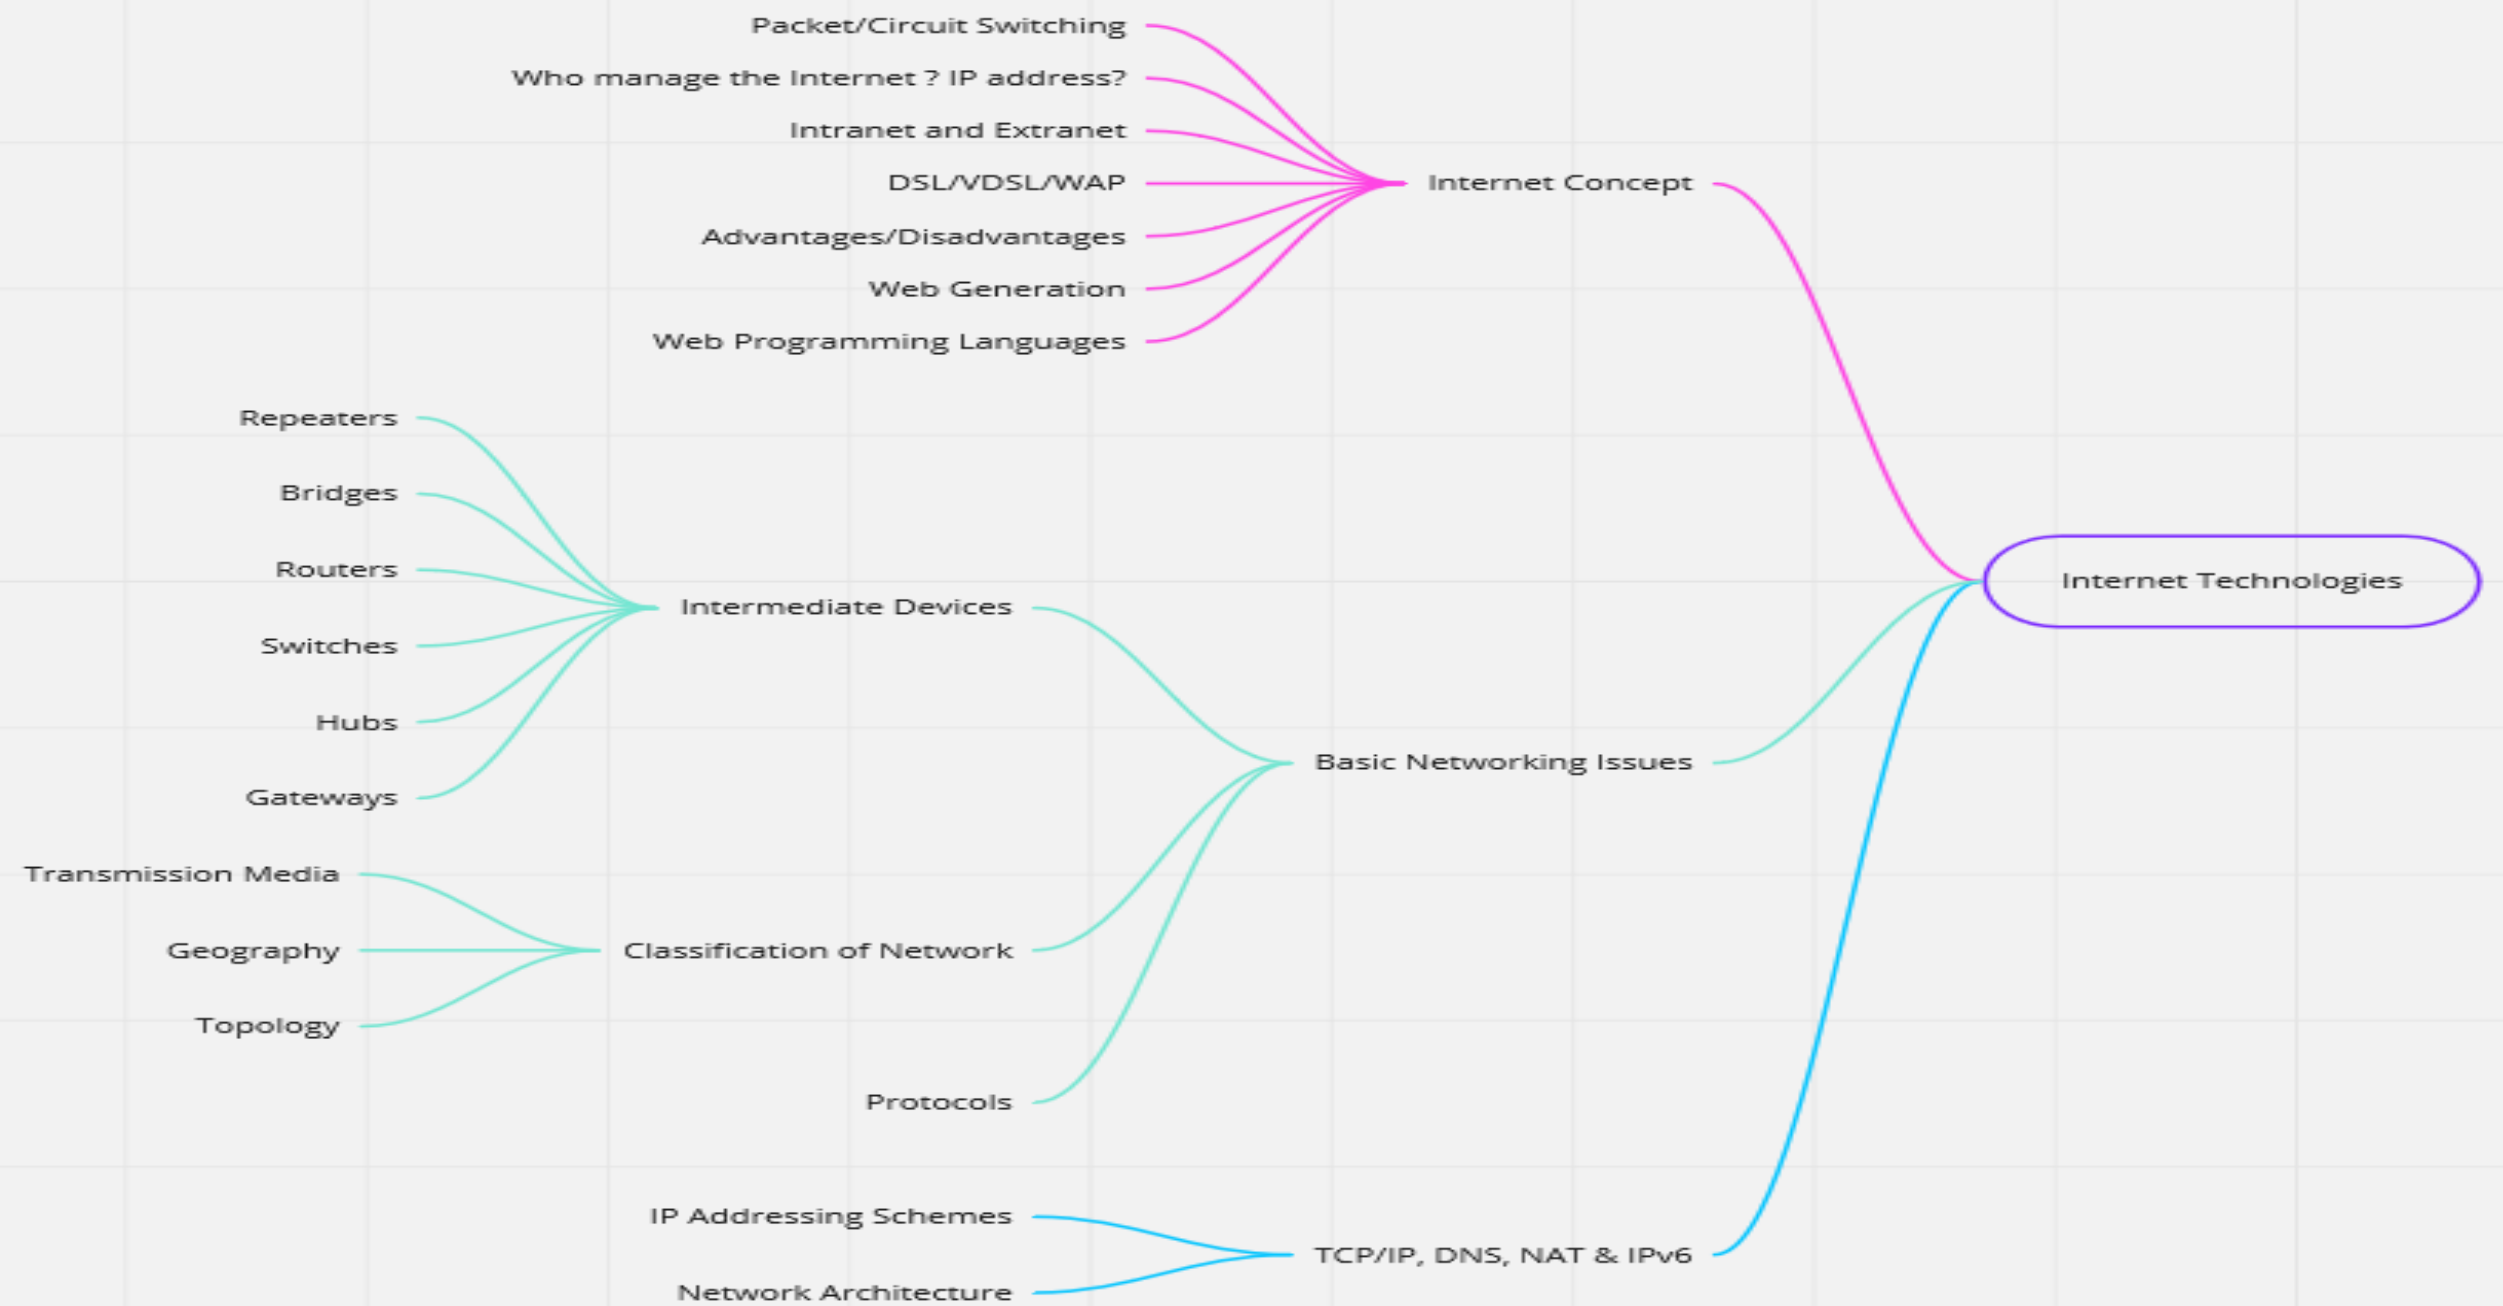 Packet/Circuit Switching
Who manage the Internet ? IP address?
Intranet and Extranet
DSL/VDSL/WAP
Advantages/Disadvantages
Web Generation
Web Programming Languages
Internet Concept
Repeaters
Bridges
Routers
Switches
Hubs
Gateways
Intermediate Devices
Transmission Media
Geography
Topology
Classification of Network
Protocols
Basic Networking Issues
IP Addressing Schemes
Network Architecture
TCP/IP, DNS, NAT & IPv6
Internet Technologies